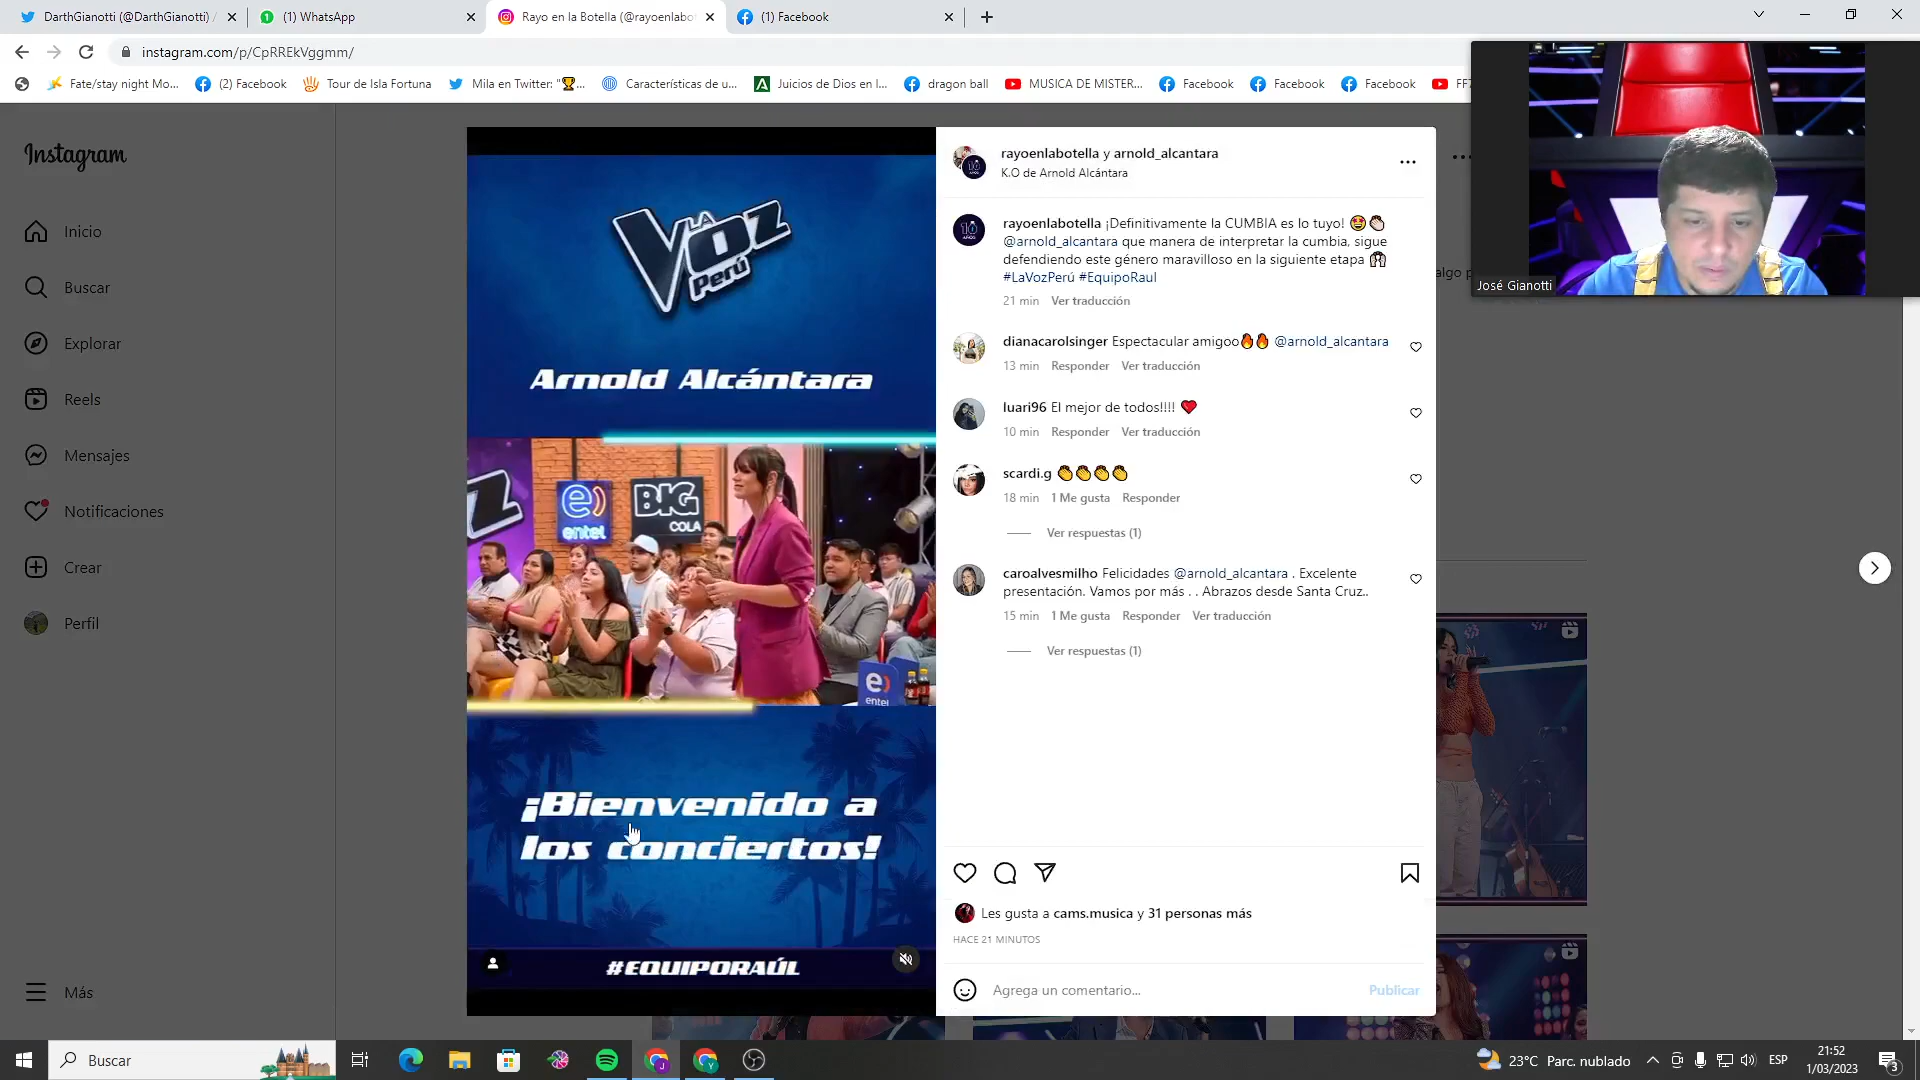 DarthGianotti (@DarthGianotti) /
(1) WhatsApp
Rayo en la Botella (@rayoenlabot
(1) Facebook
instagram.com/p/CpRREkVggmm/
Fate/stay night Mo...
(2) Facebook
Tour de Isla Fortuna
Mila en Twitter: "🏆...
Características de u...
Juicios de Dios en l...
dragon ball
MUSICA DE MISTER...
Facebook
Facebook
Facebook
FF7
José Gianotti
Instagram
Inicio
Buscar
Explorar
Reels
Mensajes
Notificaciones
Crear
Perfil
Más
LA
VOZ
Perú
Arnold Alcántara
OZ
e)
entel
BIG
COLA
e)
entel
¡Bienvenido a
los conciertos!
#EQUIPORAÚL
rayoenlabotella y arnold_alcantara
K.O de Arnold Alcántara
rayoenlabotella ¡Definitivamente la CUMBIA es lo tuyo! 🤩👏🏻
@arnold_alcantara que manera de interpretar la cumbia, sigue
defendiendo este género maravilloso en la siguiente etapa 🙌🏻
#LaVozPerú #EquipoRaul
21 min Ver traducción
dianacarolsinger Espectacular amigoo🔥🔥 @arnold_alcantara
13 min Responder Ver traducción
luari96 El mejor de todos!!!! ❤️
10 min Responder Ver traducción
scardi.g 👏👏👏👏
18 min 1 Me gusta Responder
Ver respuestas (1)
caroalvesmilho Felicidades @arnold_alcantara . Excelente
presentación. Vamos por más . . Abrazos desde Santa Cruz..
15 min 1 Me gusta Responder Ver traducción
Ver respuestas (1)
algo p
Les gusta a cams.musica y 31 personas más
HACE 21 MINUTOS
Agrega un comentario...
Publicar
Buscar
23°C Parc. nublado
ESP
21:52
1/03/2023
3